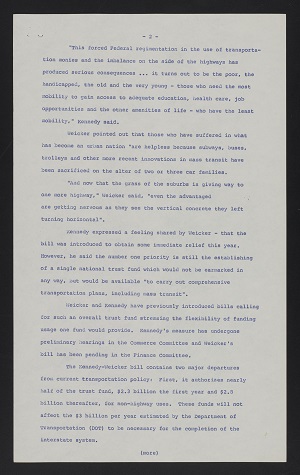 - 2 -
"This forced Federal regimentation in the use of transporta-
tion monies and the imbalance on the side of the highways has
produced serious consequences ... it turns out to be the poor, the
handicapped, the old and the very young - those who need the most
mobility to gain access to adequate education, health care, job
opportunities and the other amenities of life - who have the least
mobility," Kennedy said.
Weicker pointed out that those who have suffered in what
has become an urban nation "are helpless because subways, buses,
trolleys and other more recent innovations in mass transit have
been sacrificed on the altar of two or three car families.
"And now that the grass of the suburbs is giving way to
one more highway," Weicker said, "even the advantaged
are getting nervous as they see the vertical concrete they left
turning horizontal".
Kennedy expressed a feeling shared by Weicker - that the
bill was introduced to obtain some immediate relief this year.
However, he said the number one priority is still the establishing
of a single national trust fund which would not be earmarked in
any way, but would be available "to carry out comprehensive
transportation plans, including mass transit".
Weicker and Kennedy have previously introduced bills calling
for such an overall trust fund stressing the flexibility of funding
usage one fund would provide. Kennedy's measure has undergone
preliminary hearings in the Commerce Committee and Weicker's
bill has been pending in the Finance Committee.
The Kennedy-Weicker bill contains two major departures
from current transportation policy: First, it authorizes nearly
half of the trust fund, $2.3 billion the first year and $2.5
billion thereafter, for non-highway uses. These funds will not
affect the $3 billion per year estimated by the Department of
Transportation (DOT) to be necessary for the completion of the
interstate system.
(more)